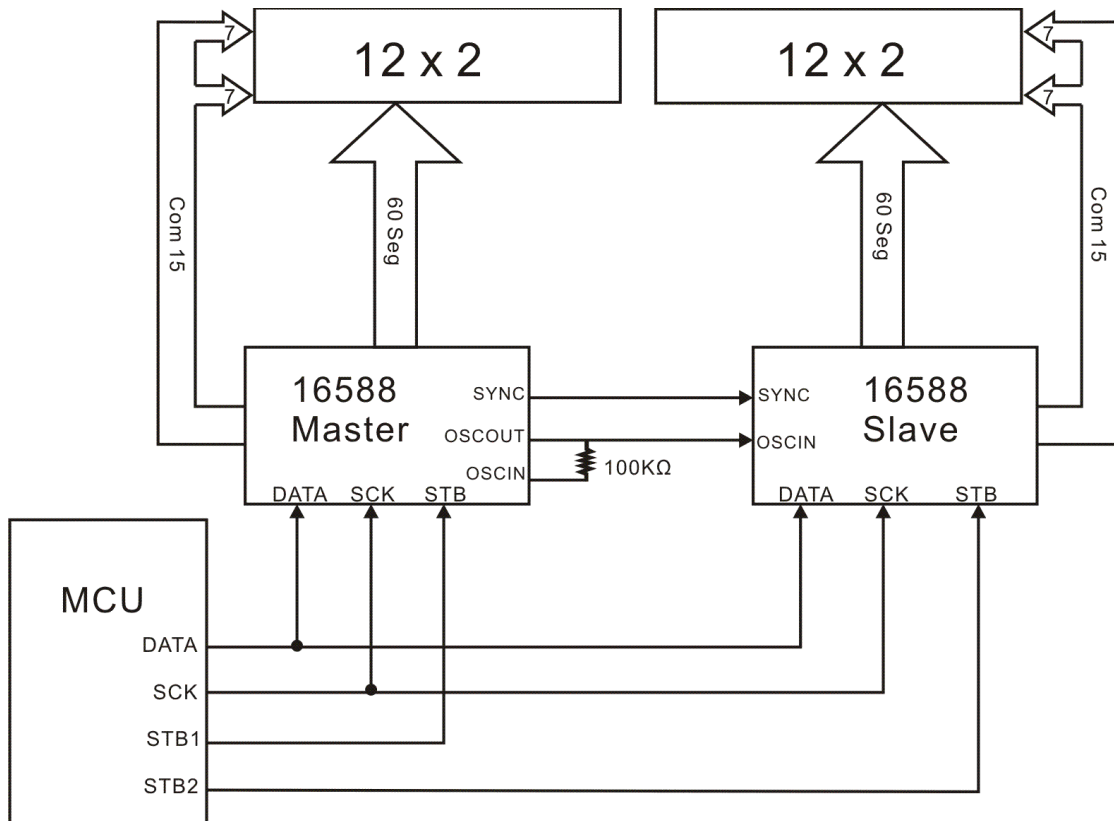 7
12 x 2
12 x 2
7
7
7
Com 15
60 Seg
60 Seg
Com 15
16588
Master
SYNC
OSCOUT
OSCIN
DATA
SCK
STB
100KΩ
SYNC
OSCIN
16588
Slave
DATA
SCK
STB
MCU
DATA
SCK
STB1
STB2